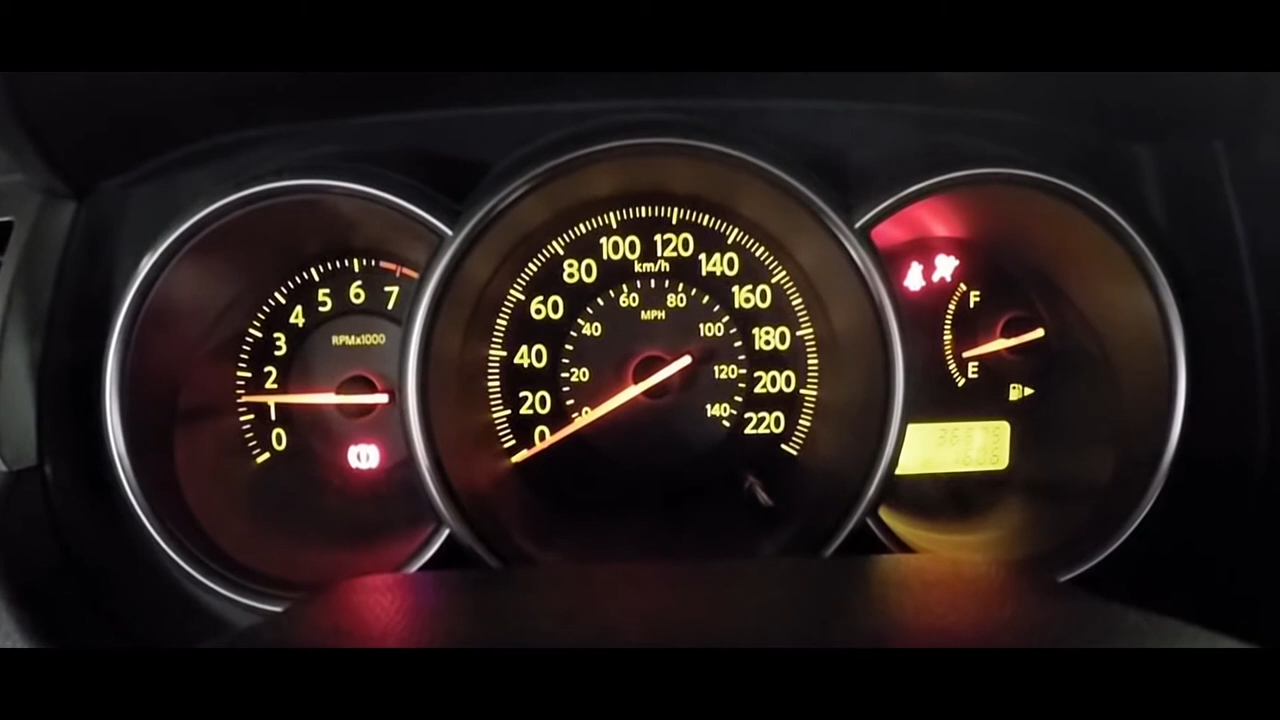 0 1 2 3 4 5 6 7
RPMx1000
0 20 40 60 80 100 120 140 160 180 200 220
km/h
0 20 40 60 80 100 120 140
MPH
F
E